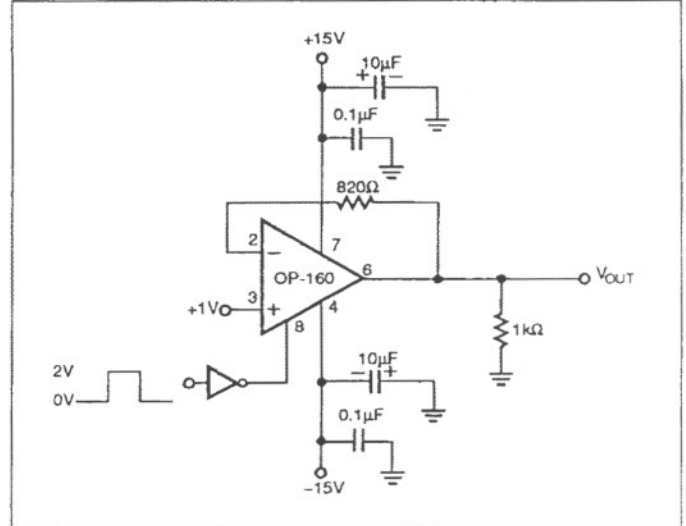 +15V
+ 10µF −
0.1µF
820Ω
2
−
7
OP-160
6
VOUT
+1V
3
+
4
8
1kΩ
2V
0V
− 10µF +
0.1µF
−15V